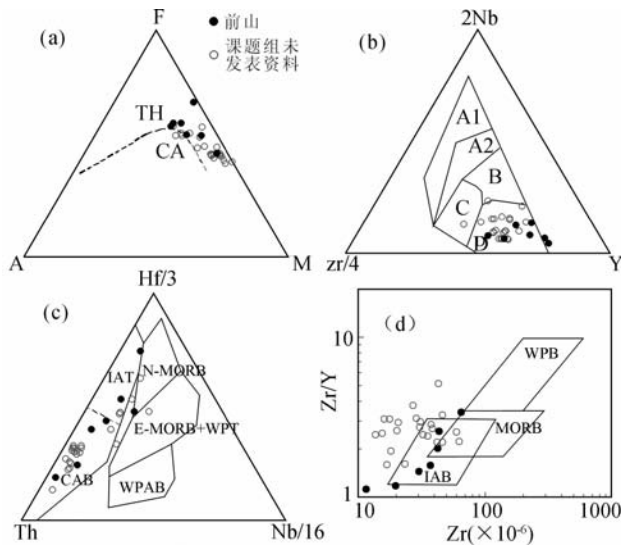 (a)
F
● 前山
○ 课题组未
发表资料
TH
CA
A
M
(b)
2Nb
A1
A2
B
C
D
zr/4
Y
(c)
Hf/3
IAT
N-MORB
E-MORB+WPT
CAB
WPAB
Th
Nb/16
(d)
10
WPB
MORB
IAB
Zr/Y
1
10
100
1000
Zr(×10⁻⁶)